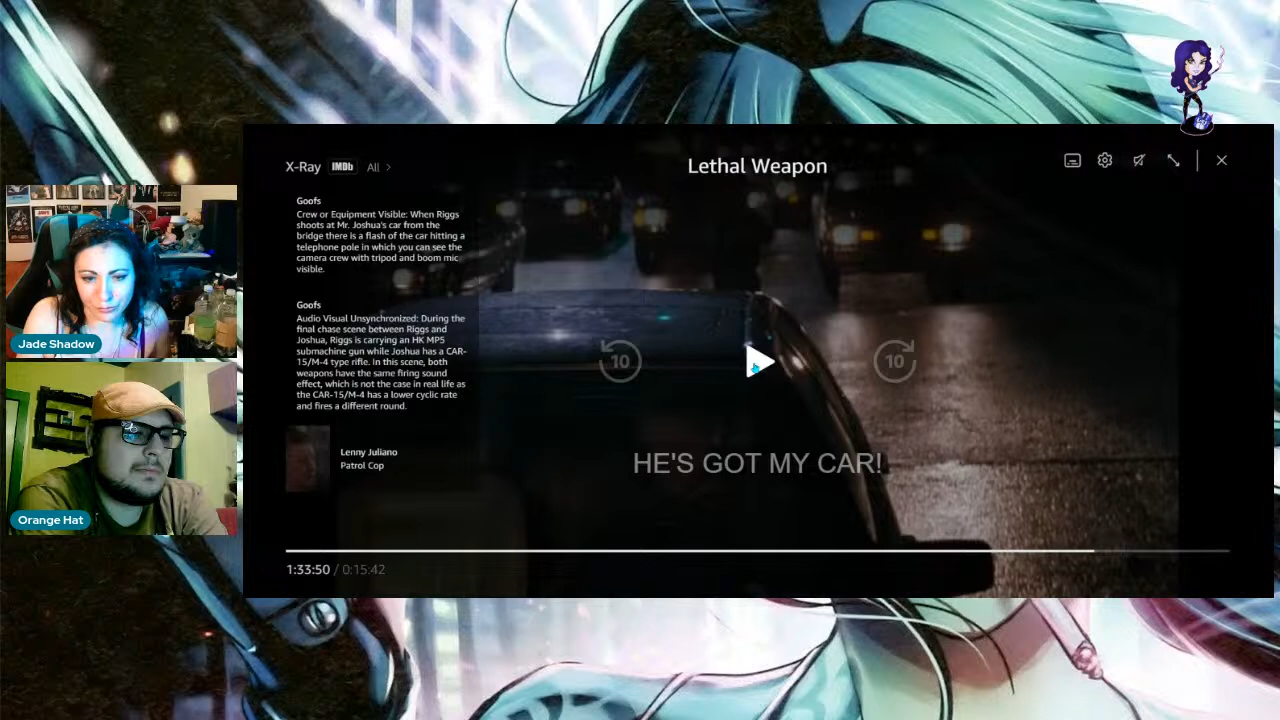 X-Ray IMDb All >
Lethal Weapon
Goofs
Crew or Equipment Visible: When Riggs
shoots at Mr. Joshua's car from the
bridge there is a flash of the car hitting a
telephone pole in which you can see the
camera crew with tripod and boom mic
visible.
Goofs
Audio Visual Unsynchronized: During the
final chase scene between Riggs and
Joshua, Riggs is carrying an HK MP5
submachine gun while Joshua has a CAR-
15/M-4 type rifle. In this scene, both
weapons have the same firing sound
effect, which is not the case in real life as
the CAR-15/M-4 has a lower cyclic rate
and fires a different round.
Jade Shadow
10
10
Lenny Juliano
Patrol Cop
HE'S GOT MY CAR!
Orange Hat
1:33:50 / 0:15:42